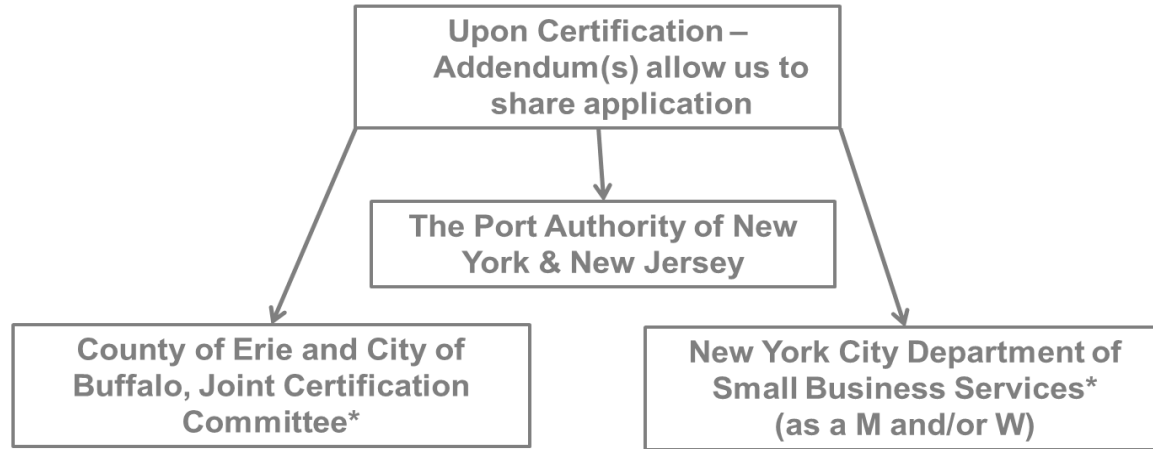 Upon Certification –
Addendum(s) allow us to
share application
The Port Authority of New
York & New Jersey
County of Erie and City of
Buffalo, Joint Certification
Committee*
New York City Department of
Small Business Services*
(as a M and/or W)